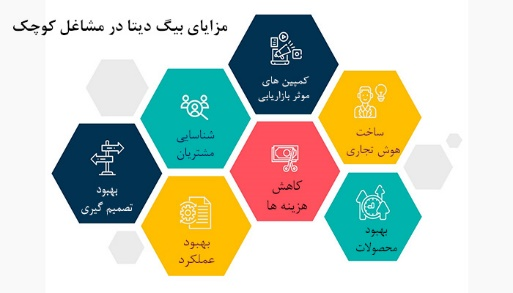 مزایای بیگ دیتا در مشاغل کوچک
کمپین های
موثر بازاریابی
ساخت
هوش تجاری
شناسایی
مشتریان
کاهش
هزینه ها
بهبود
تصمیم گیری
بهبود
محصولات
بهبود
عملکرد